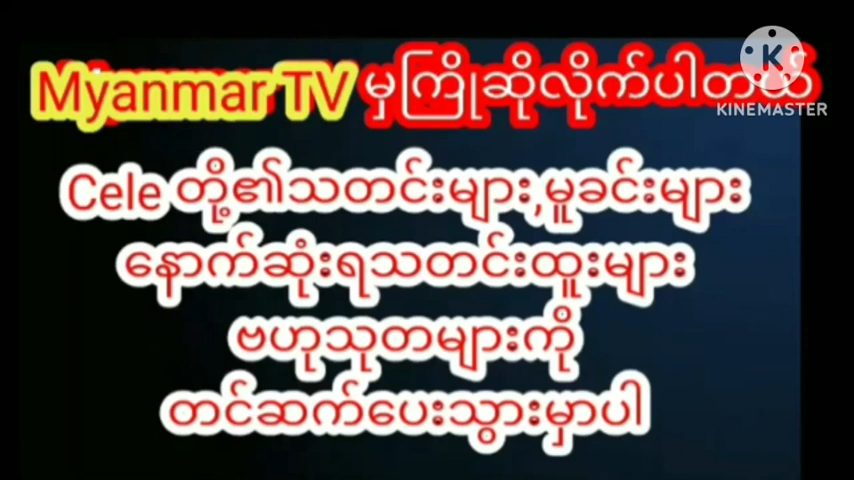 Myanmar TV မှကြိုဆိုလိုက်ပါတယ်
KINEMASTER
Cele တို့၏သတင်းများ,မူခင်းများ
နောက်ဆုံးရသတင်းထူးများ
ဗဟုသုတများကို
တင်ဆက်ပေးသွားမှာပါ